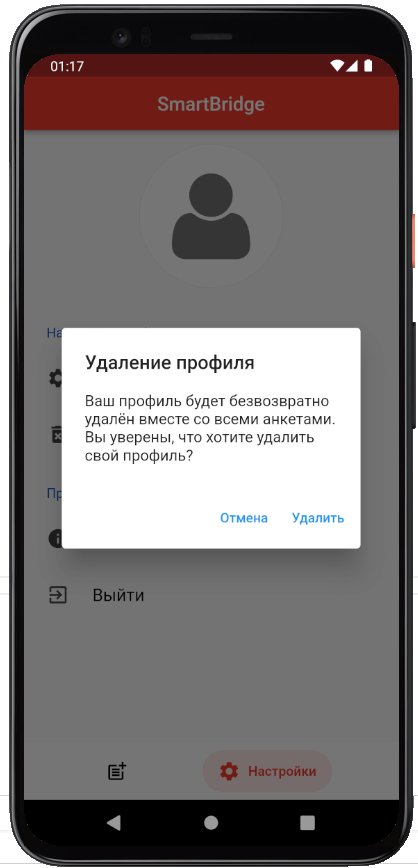 01:17
SmartBridge
На
Удаление профиля
Ваш профиль будет безвозвратно
удалён вместе со всеми анкетами.
Вы уверены, что хотите удалить
свой профиль?
Пр
Отмена Удалить
Выйти
Настройки